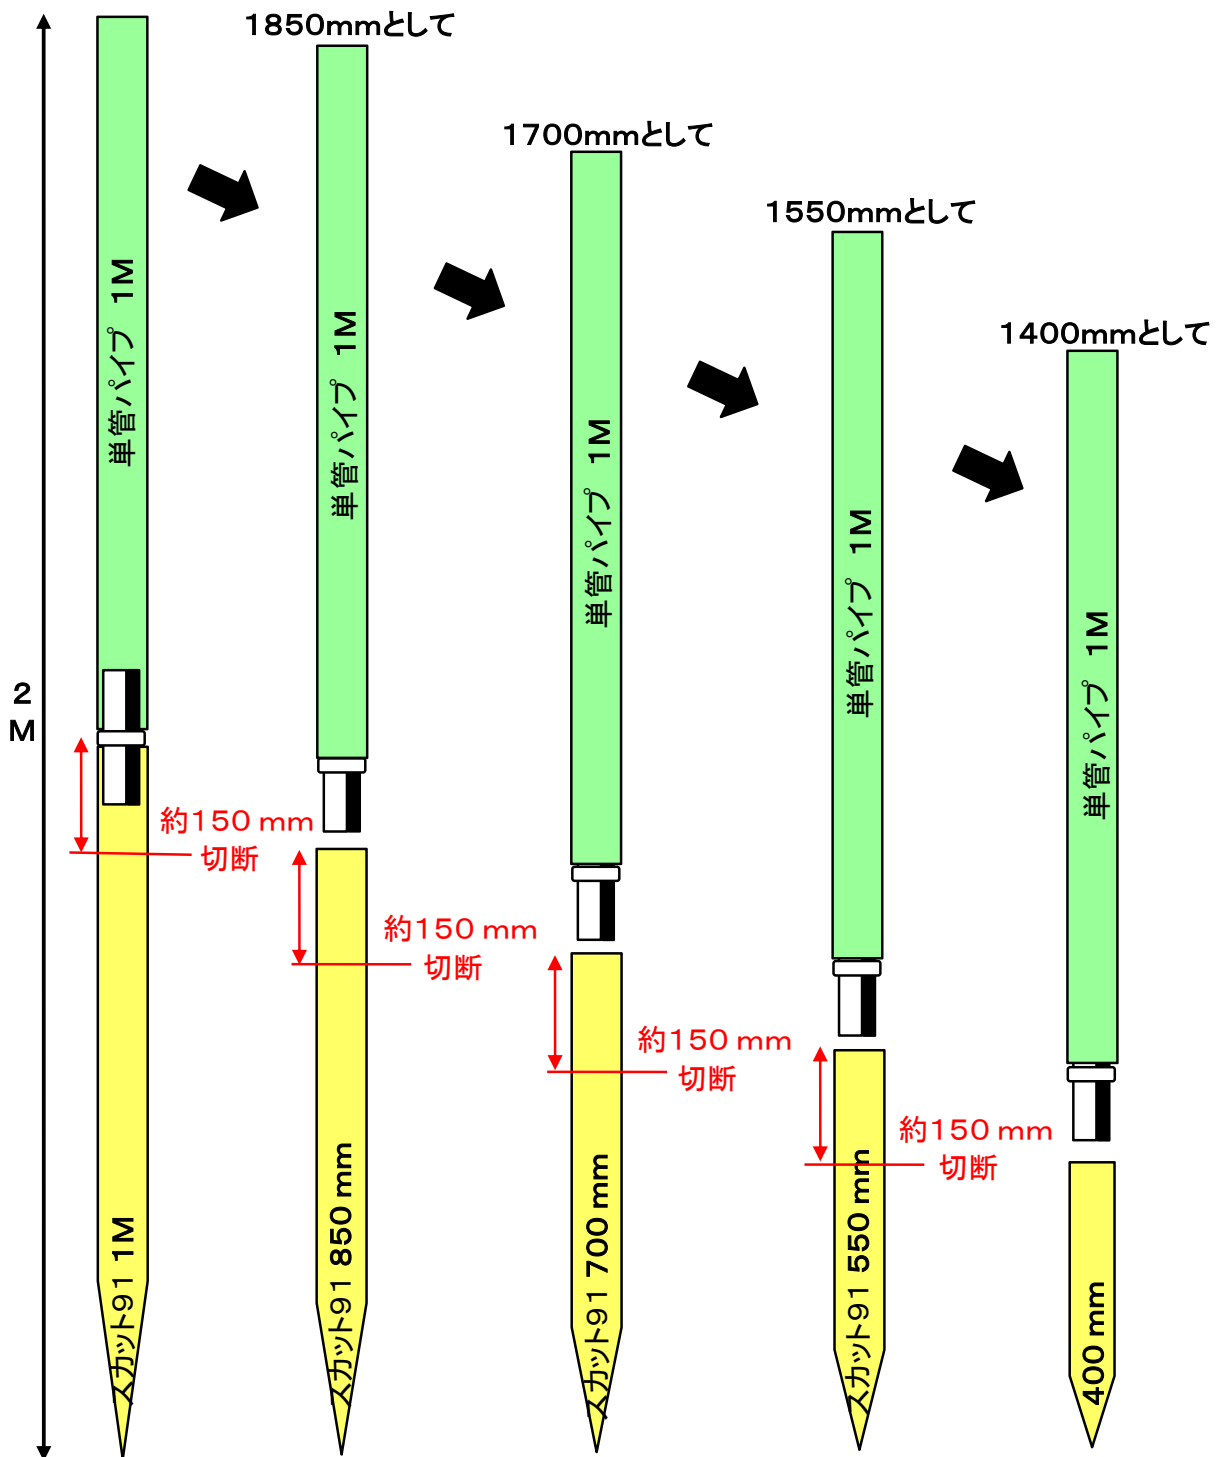 1850mmとして
1700mmとして
1550mmとして
1400mmとして
2
M
単管パイプ 1M
単管パイプ 1M
単管パイプ 1M
単管パイプ 1M
単管パイプ 1M
約150 mm
切断
約150 mm
切断
約150 mm
切断
約150 mm
切断
スカット91 1M
スカット91 850 mm
スカット91 700 mm
スカット91 550 mm
400 mm